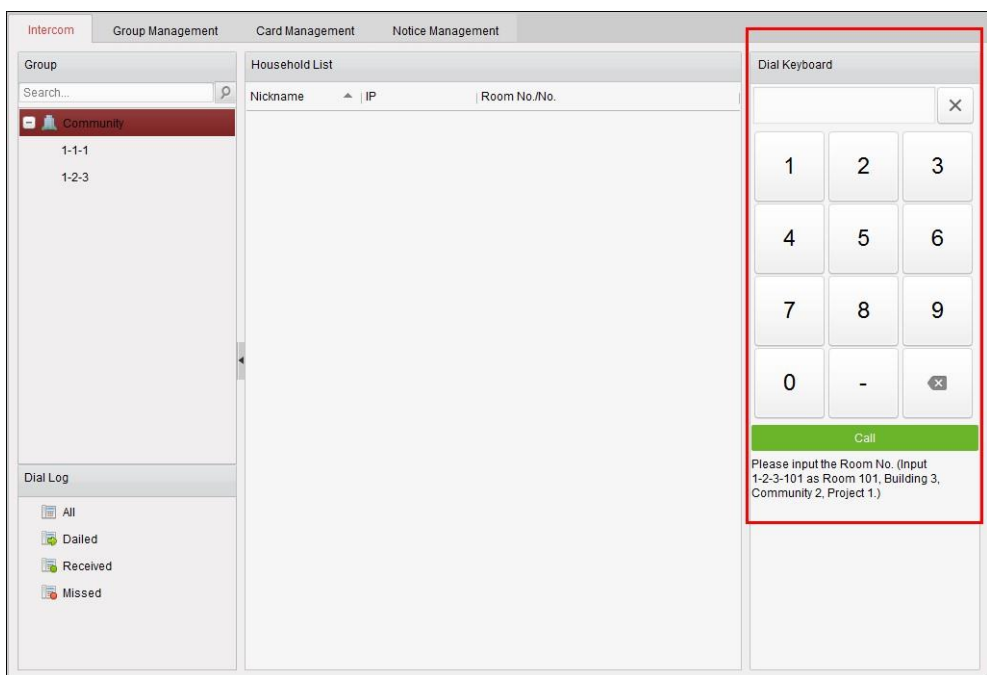 Intercom Group Management Card Management Notice Management
Group
Search...
Community
1-1-1
1-2-3
Dial Log
All
Dailed
Received
Missed
Household List
Nickname IP Room No./No.
Dial Keyboard
1 2 3
4 5 6
7 8 9
0 -
Call
Please input the Room No. (Input
1-2-3-101 as Room 101, Building 3,
Community 2, Project 1.)